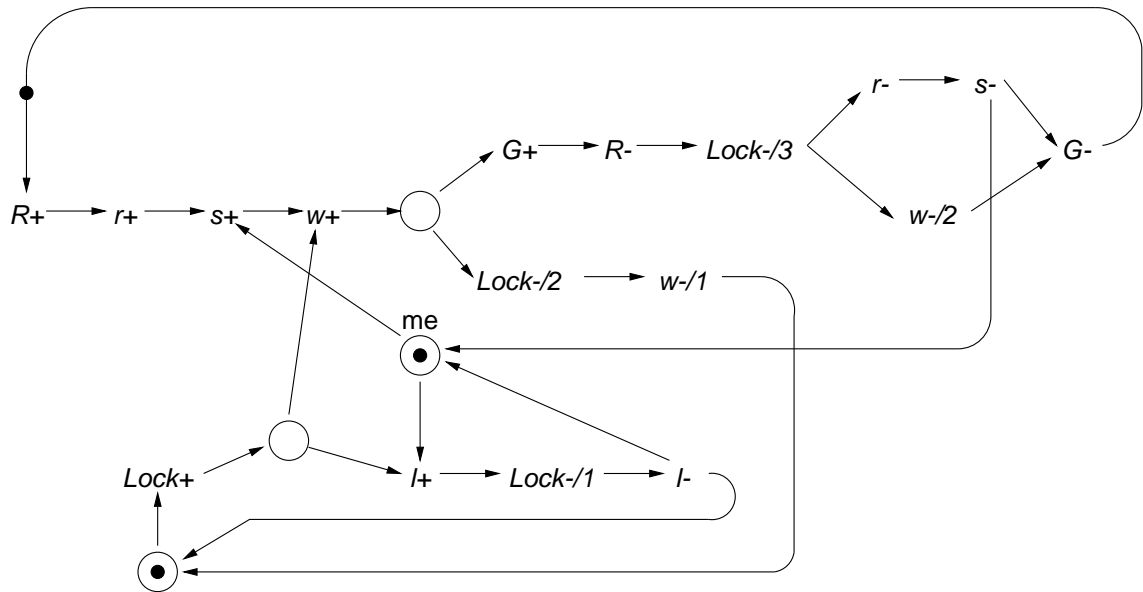 r- s-
G+ R- Lock-/3 G-
R+ r+ s+ w+ w-/2
Lock-/2 w-/1
me
Lock+ l+ Lock-/1 l-